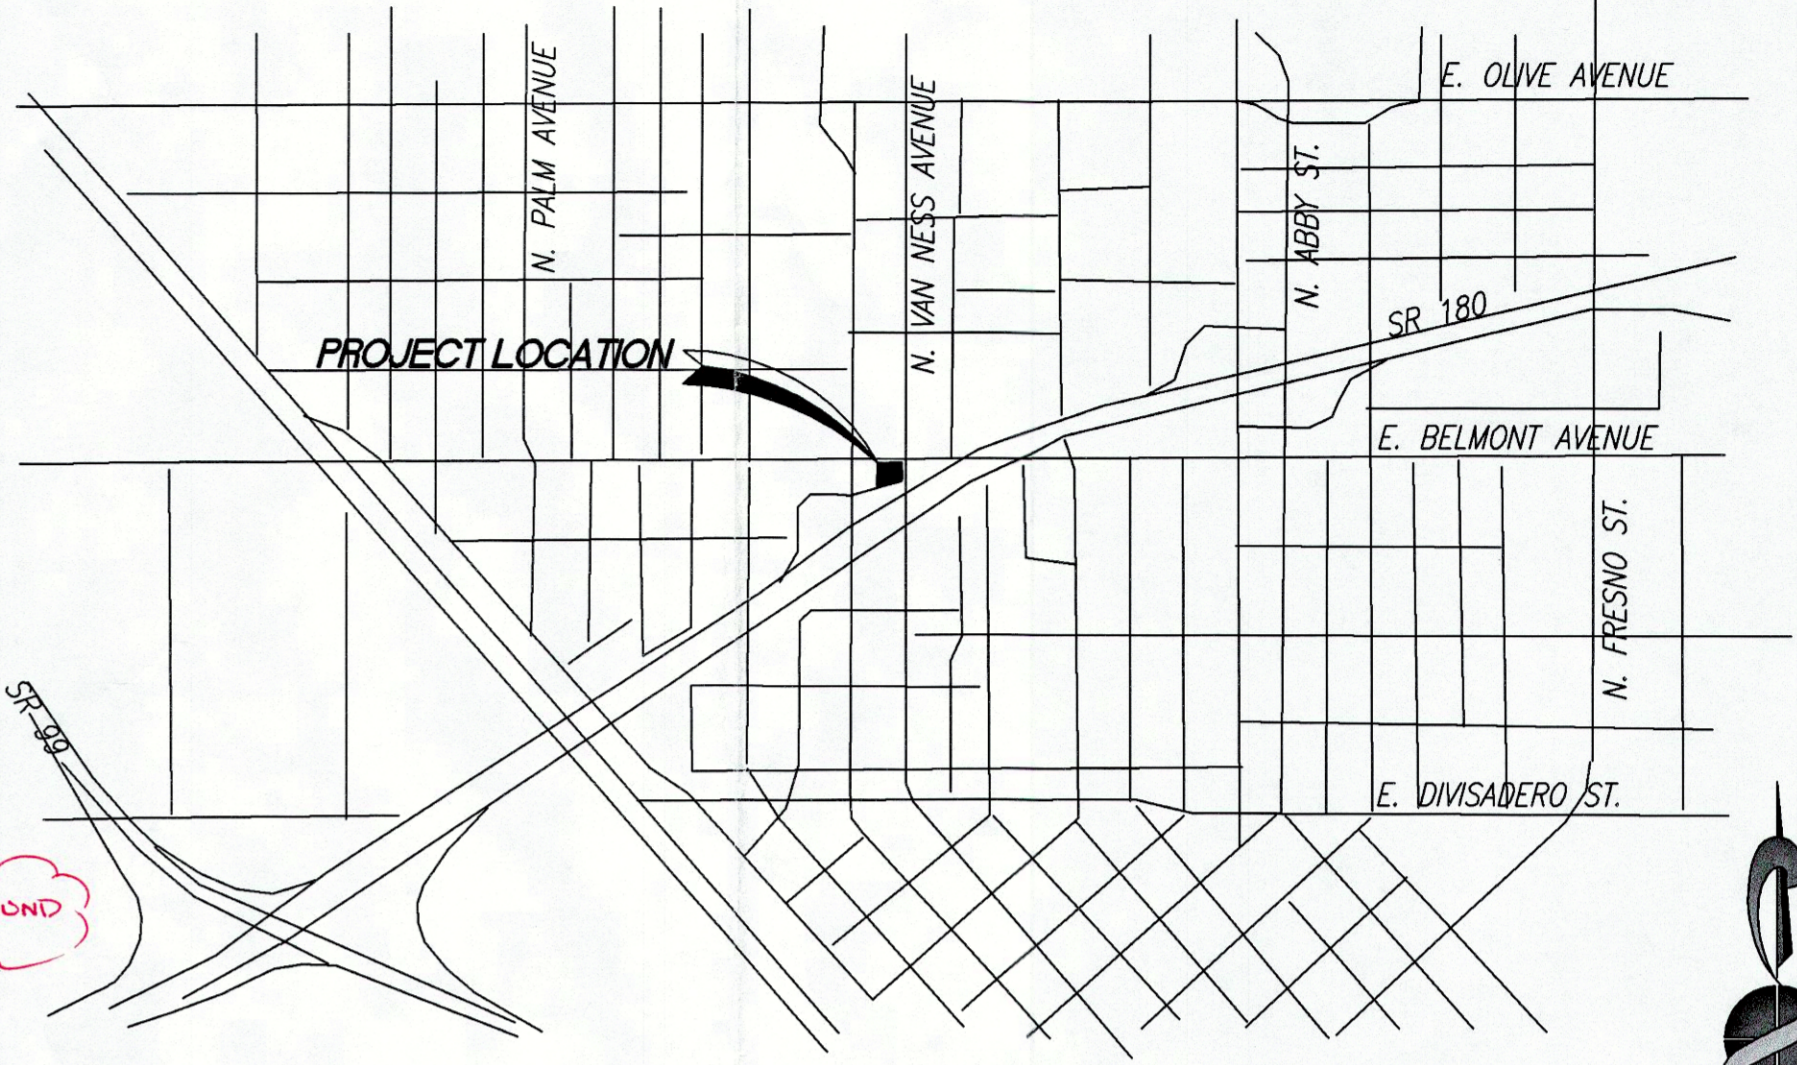 E. OLIVE AVENUE
N. PALM AVENUE
N. VAN NESS AVENUE
N. ABBY ST.
SR 180
PROJECT LOCATION
E. BELMONT AVENUE
N. FRESNO ST.
SR-99
E. DIVISADERO ST.